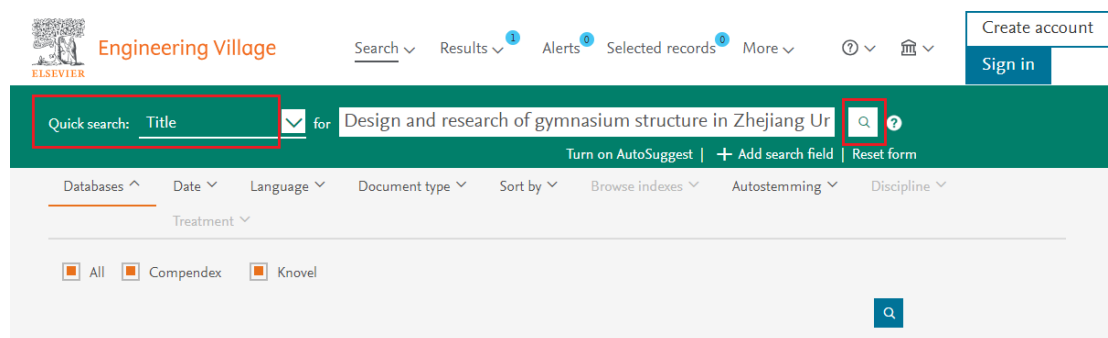 ELSEVIER
Engineering Village
Search
Results 1
Alerts 0
Selected records 0
More
Create account
Sign in
Quick search: Title for Design and research of gymnasium structure in Zhejiang Ur
Turn on AutoSuggest | + Add search field | Reset form
Databases Date Language Document type Sort by Browse indexes Autostemming Discipline
Treatment
All Compendex Knovel